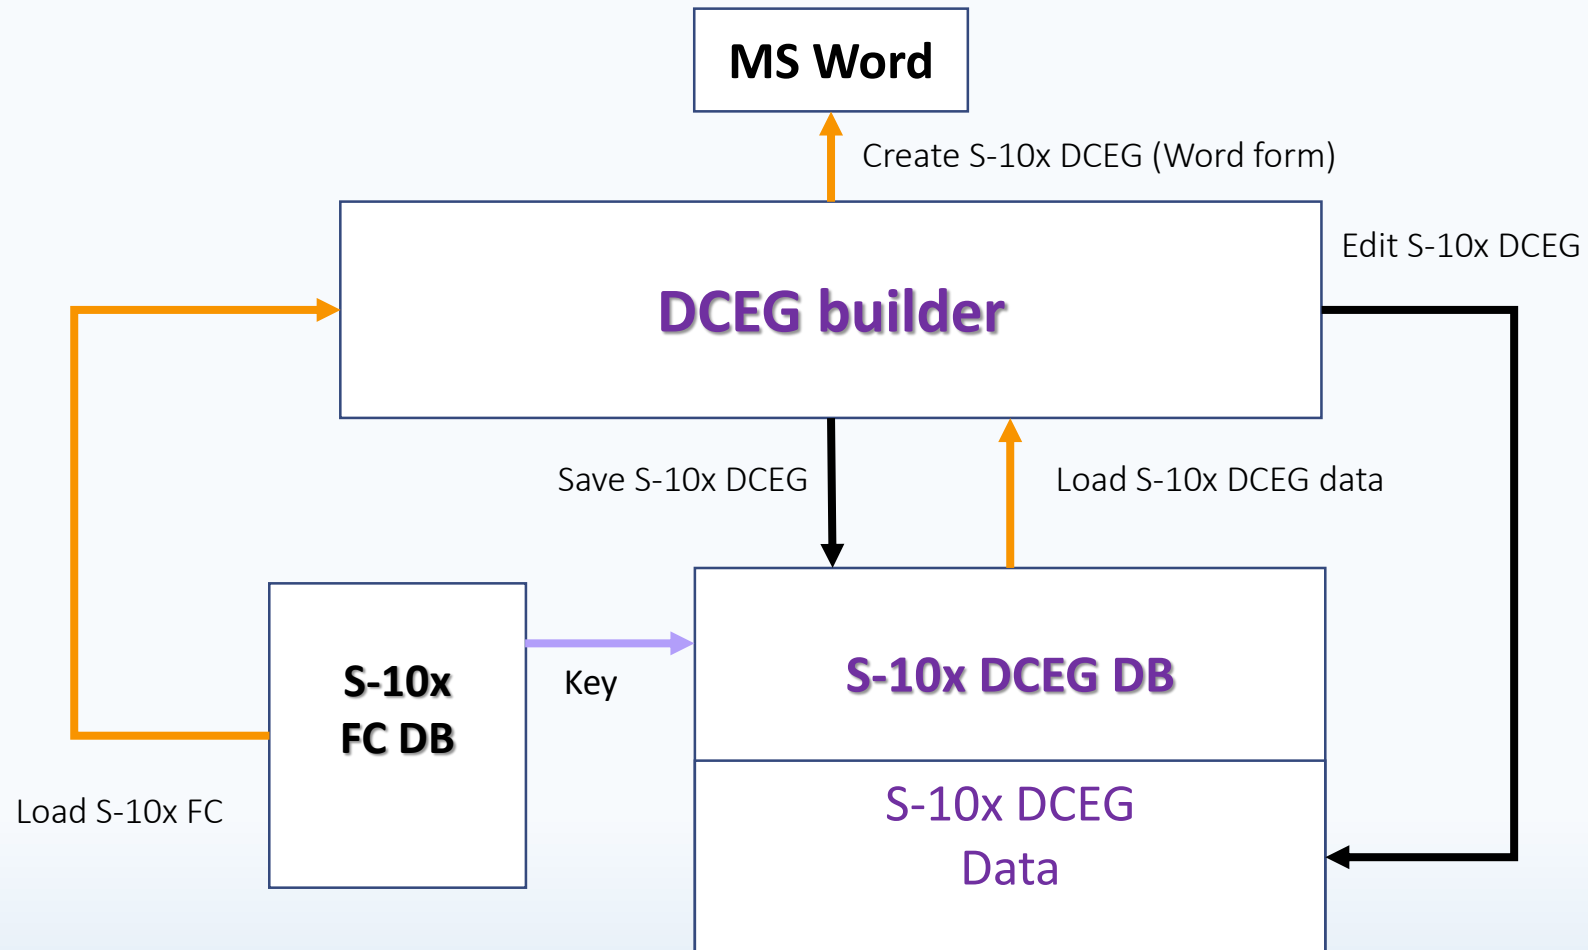 MS Word
Create S-10x DCEG (Word form)
Edit S-10x DCEG
DCEG builder
Save S-10x DCEG
Load S-10x DCEG data
S-10x
FC DB
Key
S-10x DCEG DB
Load S-10x FC
S-10x DCEG
Data